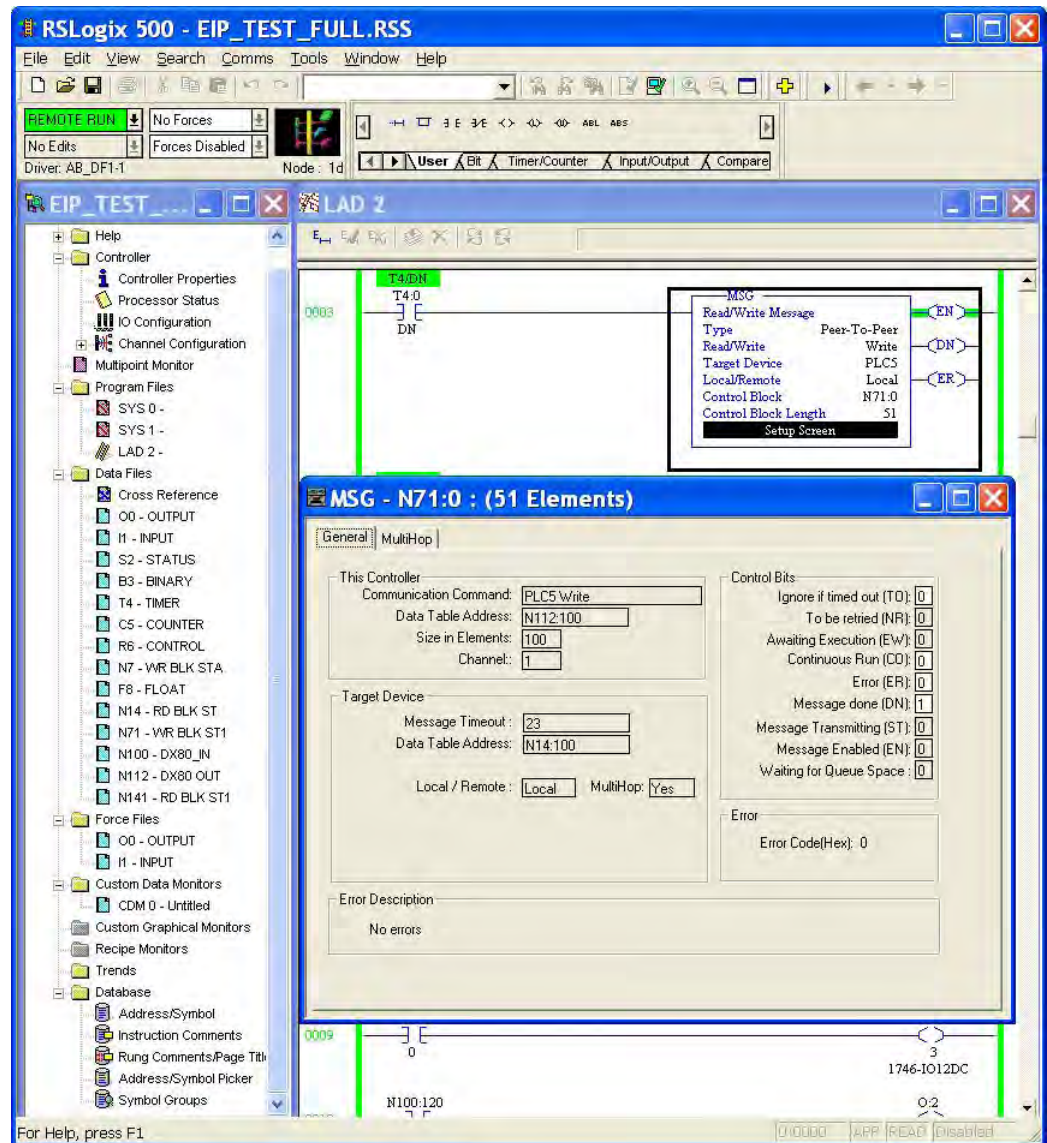 RSLogix 500 - EIP_TEST_FULL.RSS
File Edit View Search Comms Tools Window Help
REMOTE RUN No Forces
No Edits Forces Disabled
Driver: AB_DF1-1 Node : 1d
ABL ABS
User Bit Timer/Counter Input/Output Compare
EIP_TEST_...
Help
Controller
Controller Properties
Processor Status
IO Configuration
Channel Configuration
Multipoint Monitor
Program Files
SYS 0 -
SYS 1 -
LAD 2 -
Data Files
Cross Reference
O0 - OUTPUT
I1 - INPUT
S2 - STATUS
B3 - BINARY
T4 - TIMER
C5 - COUNTER
R6 - CONTROL
N7 - WR BLK STA
F8 - FLOAT
N14 - RD BLK ST
N71 - WR BLK ST1
N100 - DX80_IN
N112 - DX80 OUT
N141 - RD BLK ST1
Force Files
O0 - OUTPUT
I1 - INPUT
Custom Data Monitors
CDM 0 - Untitled
Custom Graphical Monitors
Recipe Monitors
Trends
Database
Address/Symbol
Instruction Comments
Rung Comments/Page Titl
Address/Symbol Picker
Symbol Groups
LAD 2
0003
T4/DN
T4:0
DN
MSG
Read/Write Message
Type Peer-To-Peer
Read/Write Write
Target Device PLC5
Local/Remote Local
Control Block N71:0
Control Block Length 51
Setup Screen
EN
DN
ER
MSG - N71:0 : (51 Elements)
General MultiHop
This Controller
Communication Command: PLC5 Write
Data Table Address: N112:100
Size in Elements: 100
Channel: 1
Target Device
Message Timeout : 23
Data Table Address: N14:100
Local / Remote : Local MultiHop: Yes
Control Bits
Ignore if timed out (TO): 0
To be retried (NR): 0
Awaiting Execution (EW): 0
Continuous Run (CO): 0
Error (ER): 0
Message done (DN): 1
Message Transmitting (ST): 0
Message Enabled (EN): 0
Waiting for Queue Space : 0
Error
Error Code(Hex): 0
Error Description
No errors
0009
0
3
1746-IO12DC
N100:120
O:2
For Help, press F1
APP READ Disabled